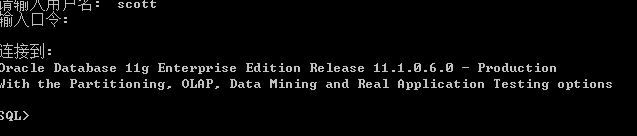 请输入用户名： scott
输入口令：
连接到：
Oracle Database 11g Enterprise Edition Release 11.1.0.6.0 - Production
With the Partitioning, OLAP, Data Mining and Real Application Testing options
SQL>